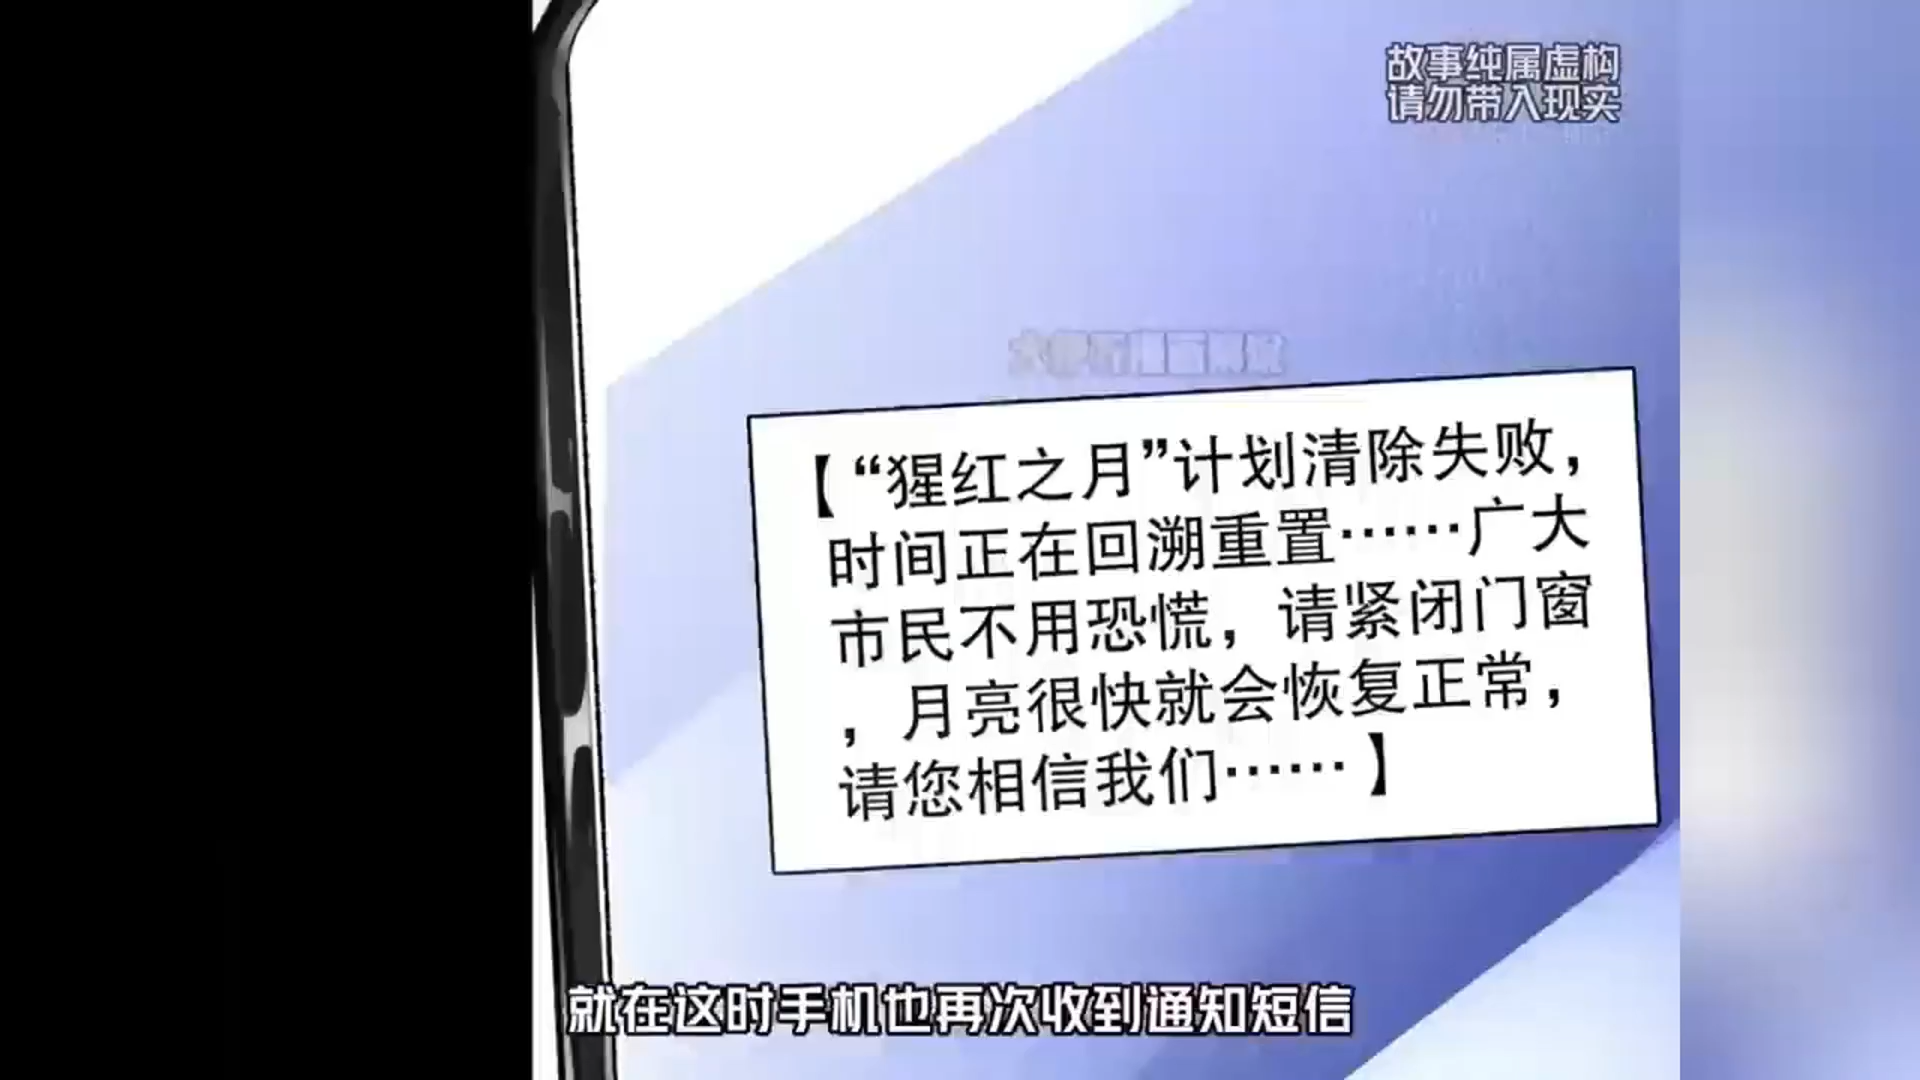 故事纯属虚构
请勿带入现实
【“猩红之月”计划清除失败，
时间正在回溯重置……广大
市民不用恐慌，请紧闭门窗
，月亮很快就会恢复正常，
请您相信我们……】
就在这时手机也再次收到通知短信